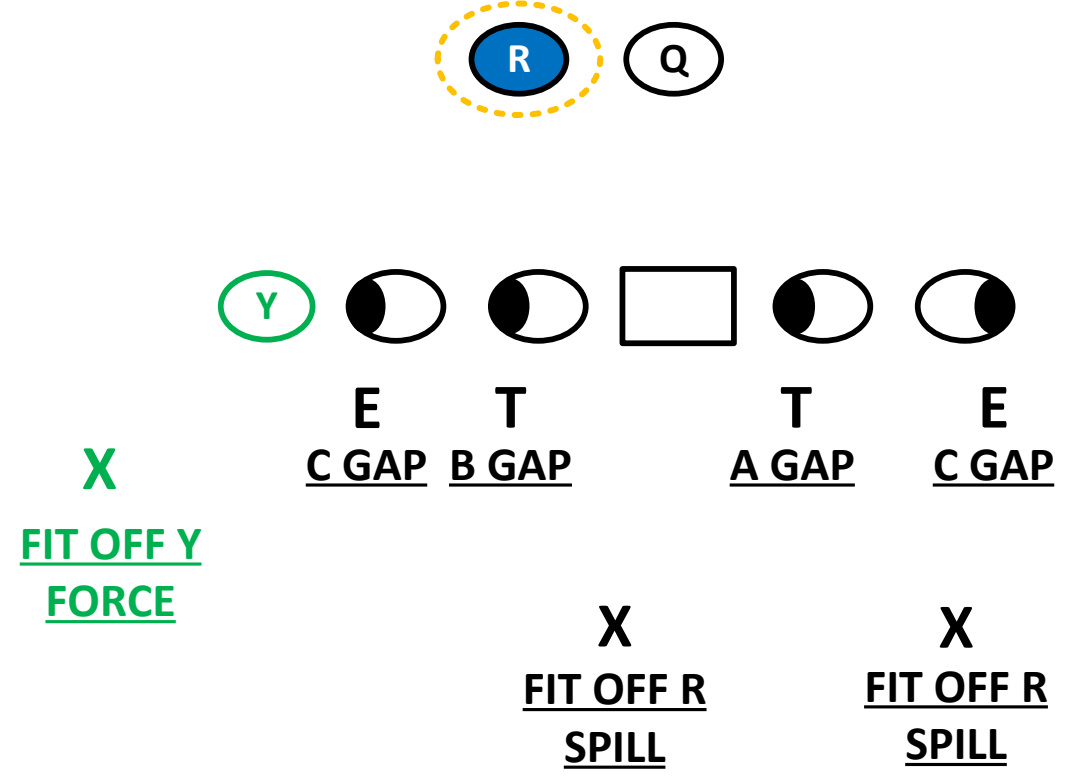 R Q
Y
E T T E
C GAP B GAP A GAP C GAP
X
FIT OFF Y
FORCE
X
FIT OFF R
SPILL
X
FIT OFF R
SPILL